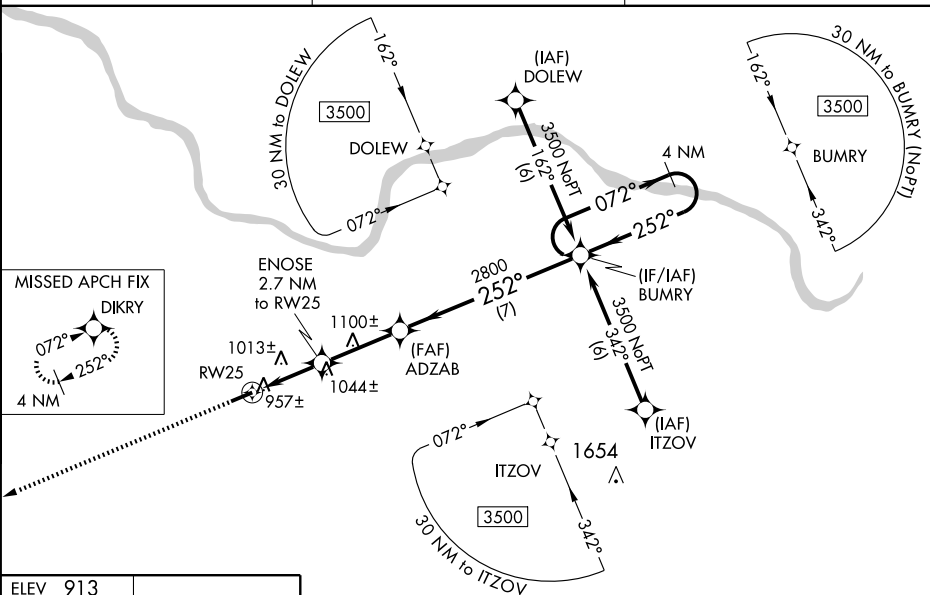 30 NM to DOLEW
162°
3500
DOLEW
072°
(IAF)
DOLEW
3500 NoPT
162°
(6)
4 NM
072°
252°
30 NM to BUMRY (NoPT)
162°
3500
BUMRY
342°
(IF/IAF)
BUMRY
2800
252°
(7)
3500 NoPT
342°
(6)
(IAF)
ITZOV
MISSED APCH FIX
DIKRY
072°
252°
4 NM
ENOSE
2.7 NM
to RW25
1100±
1013±
RW25
1044±
957±
(FAF)
ADZAB
072°
ITZOV
1654
3500
342°
30 NM to ITZOV
ELEV 913